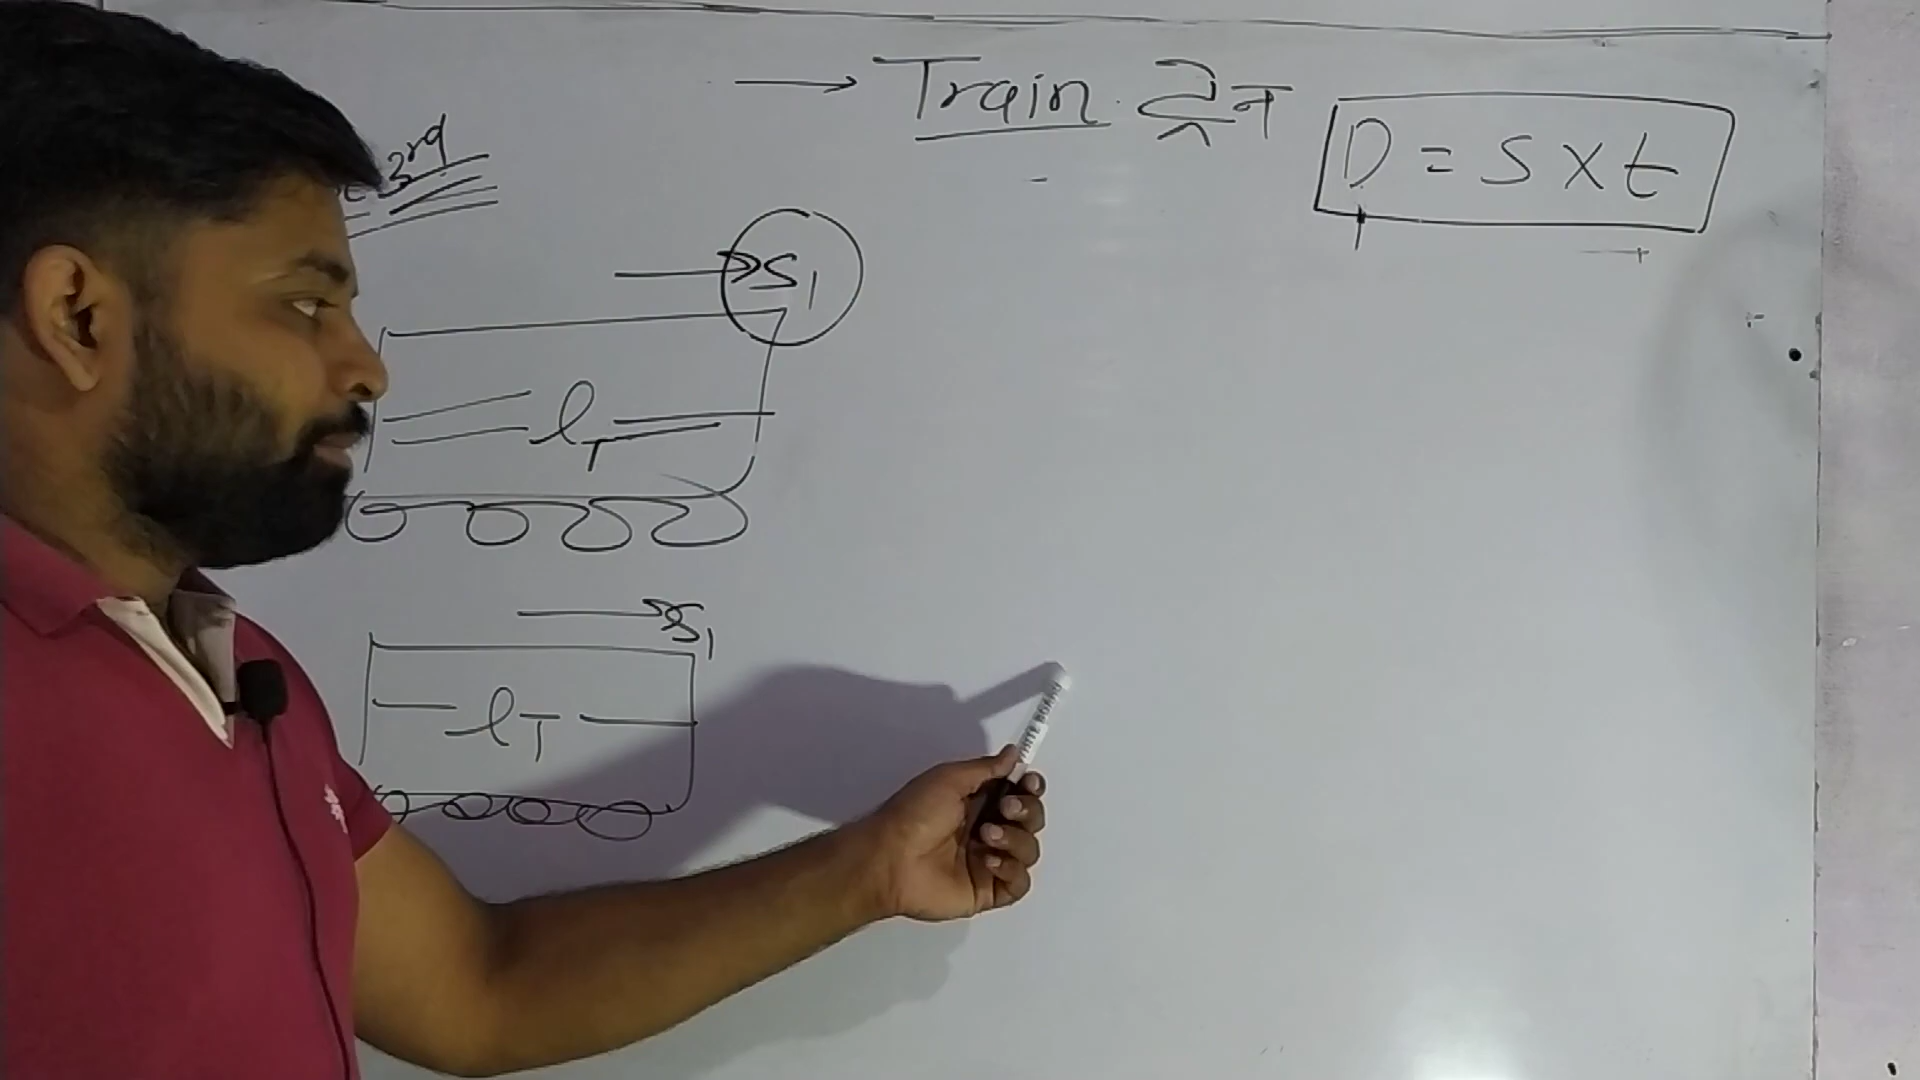 → Train ट्रेन
D = S x t
3rd
→ S1
lT
→ S1
lT